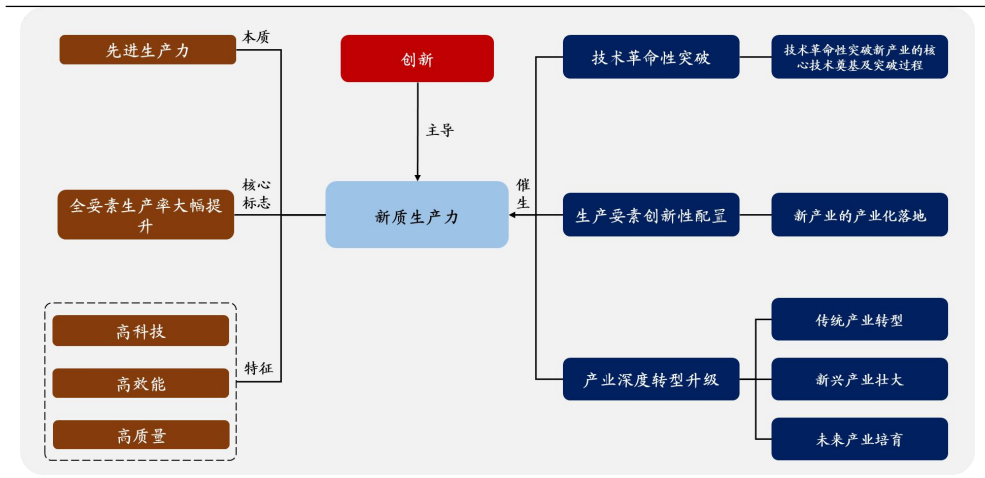 先进生产力
本质
创新
主导
新质生产力
核心
标志
全要素生产率大幅提
升
高科技
高效能
高质量
特征
催
生
技术革命性突破
技术革命性突破新产业的核
心技术奠基及突破过程
生产要素创新性配置
新产业的产业化落地
产业深度转型升级
传统产业转型
新兴产业壮大
未来产业培育